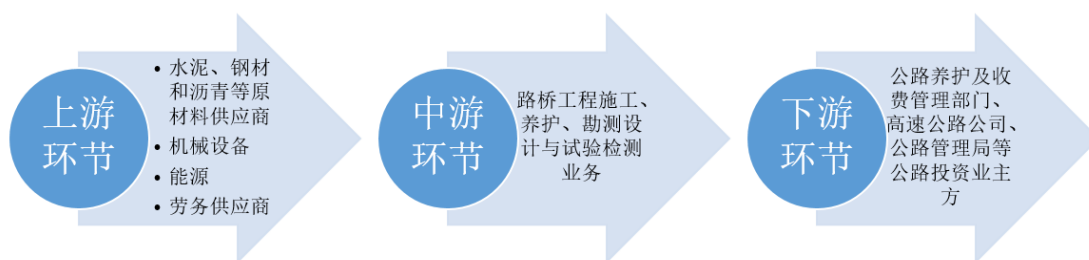 上游
环节
• 水泥、钢材
和沥青等原
材料供应商
• 机械设备
• 能源
• 劳务供应商
中游
环节
路桥工程施工、
养护、勘测设
计与试验检测
业务
下游
环节
公路养护及收
费管理部门、
高速公路公司、
公路管理局等
公路投资业主
方